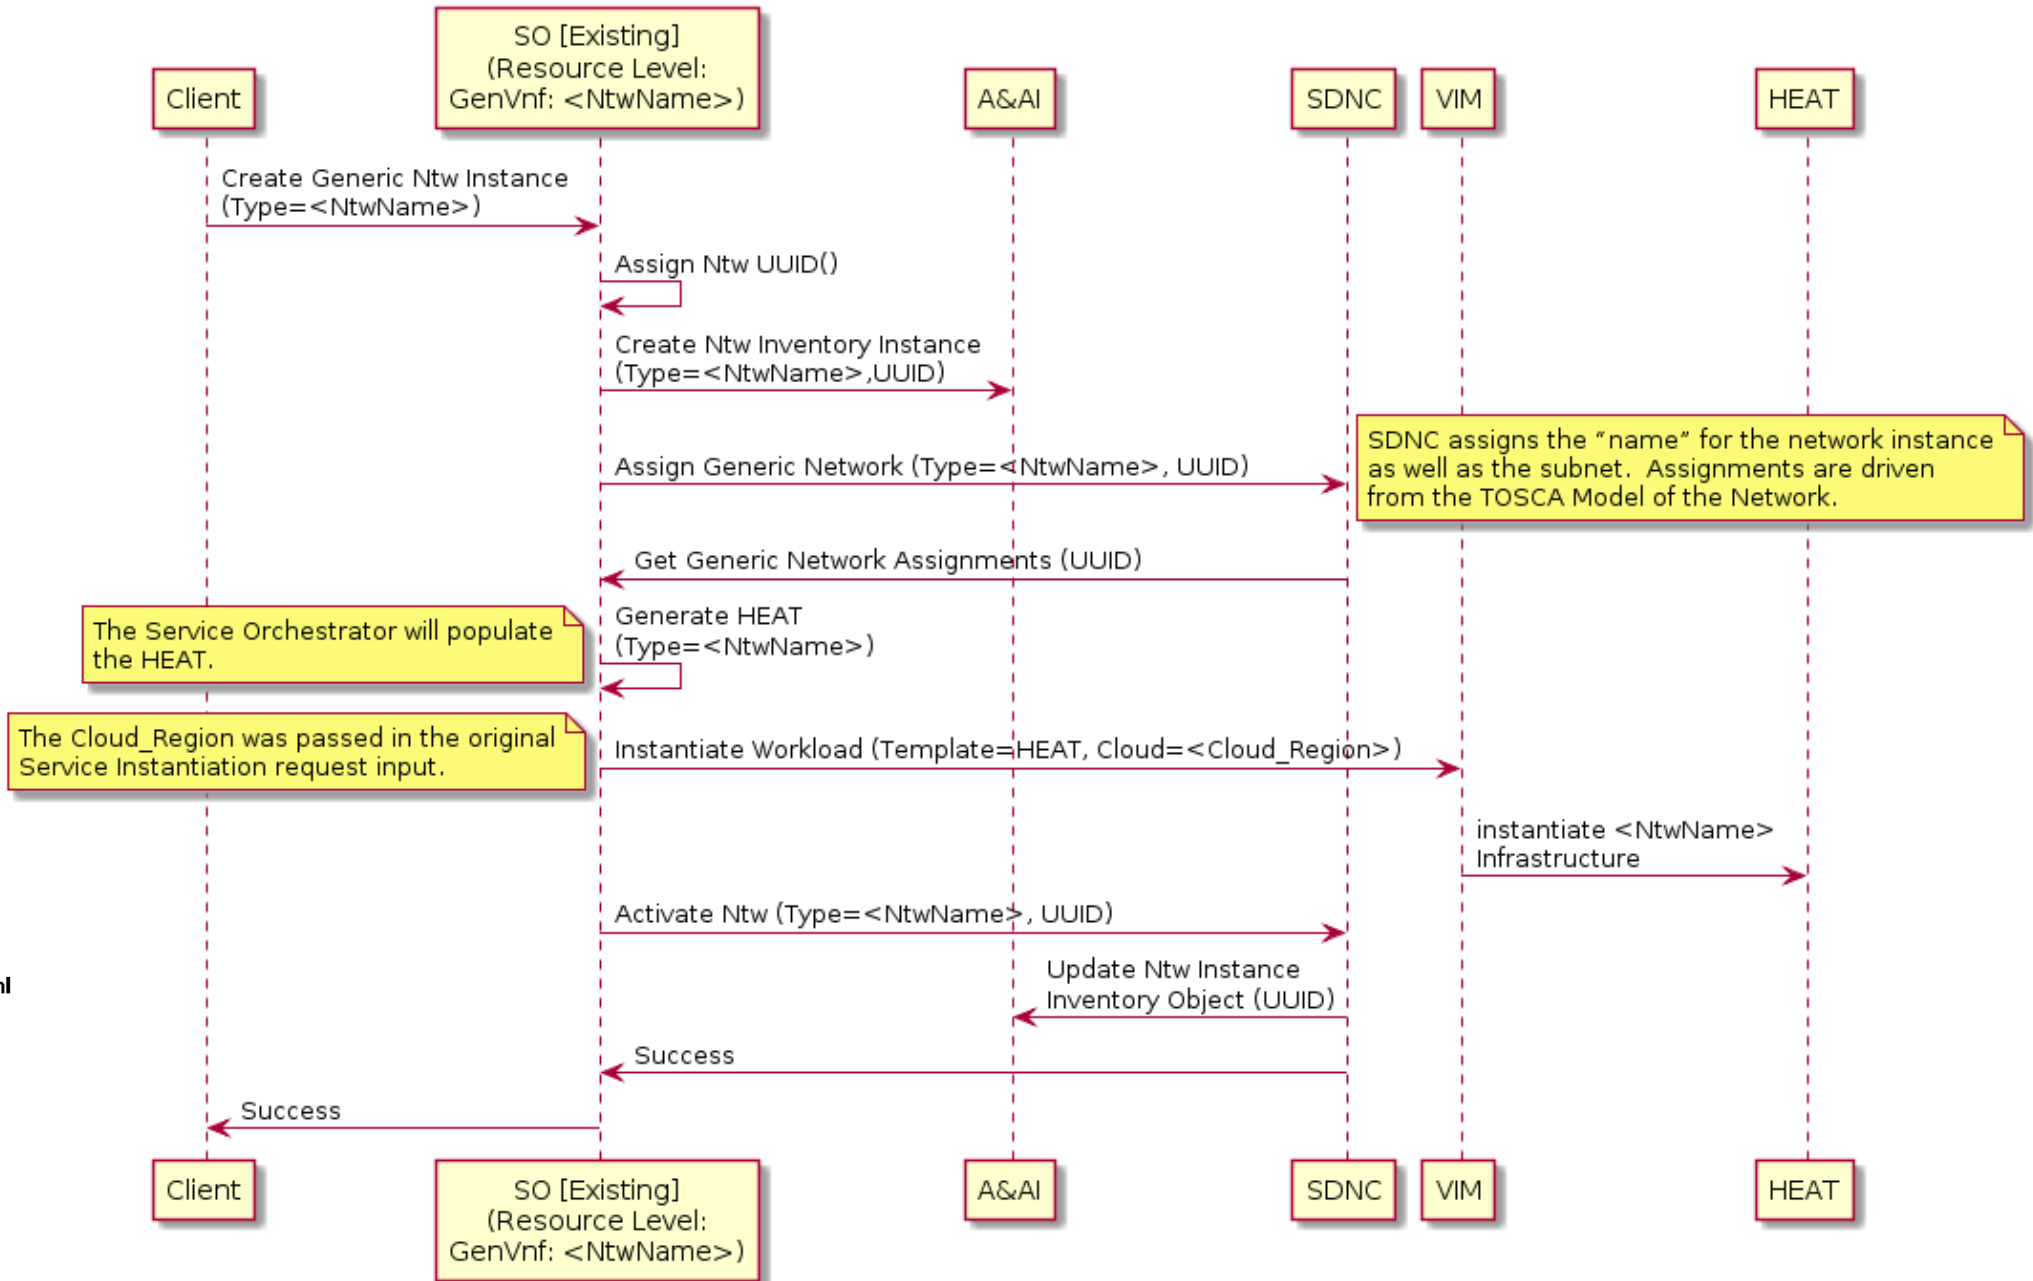 SO [Existing]
(Resource Level:
GenVnf: <NtwName>)
Client
A&AI
SDNC
VIM
HEAT
Create Generic Ntw Instance
(Type=<NtwName>)
Assign Ntw UUID()
Create Ntw Inventory Instance
(Type=<NtwName>,UUID)
Assign Generic Network (Type=<NtwName>, UUID)
SDNC assigns the “name” for the network instance
as well as the subnet.  Assignments are driven
from the TOSCA Model of the Network.
Get Generic Network Assignments (UUID)
The Service Orchestrator will populate
the HEAT.
Generate HEAT
(Type=<NtwName>)
The Cloud_Region was passed in the original
Service Instantiation request input.
Instantiate Workload (Template=HEAT, Cloud=<Cloud_Region>)
instantiate <NtwName>
Infrastructure
Activate Ntw (Type=<NtwName>, UUID)
Update Ntw Instance
Inventory Object (UUID)
Success
Success
Client
SO [Existing]
(Resource Level:
GenVnf: <NtwName>)
A&AI
SDNC
VIM
HEAT